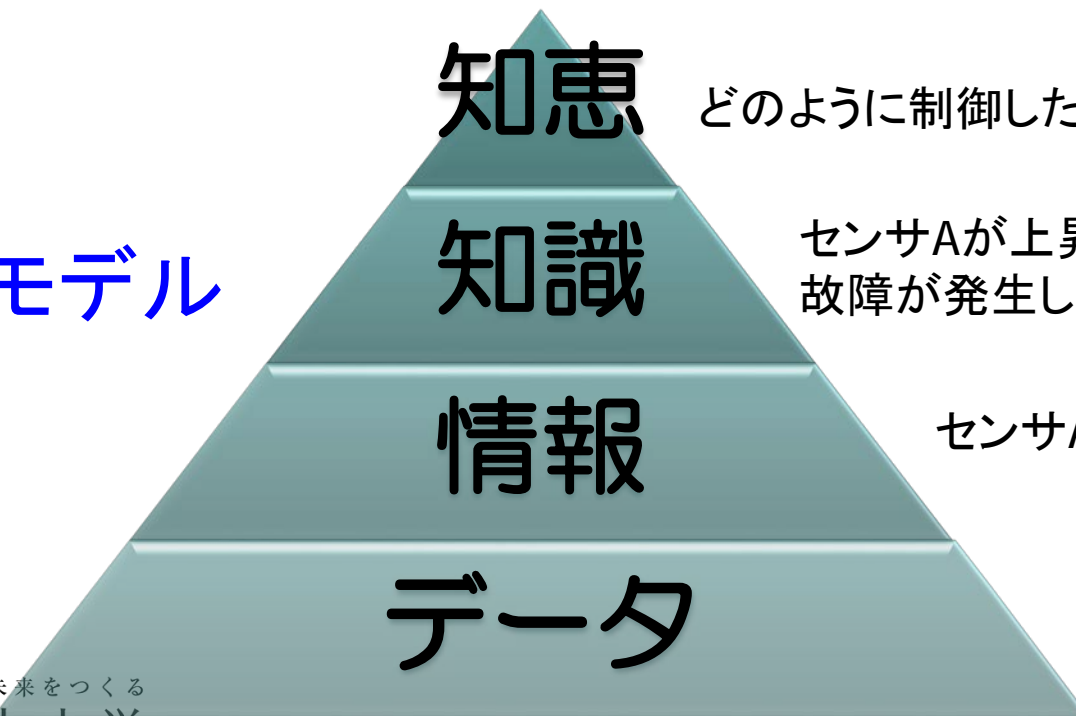 知恵
どのように制御した
モデル
知識
センサAが上昇
故障が発生し
情報
センサA
データ
来をつくる